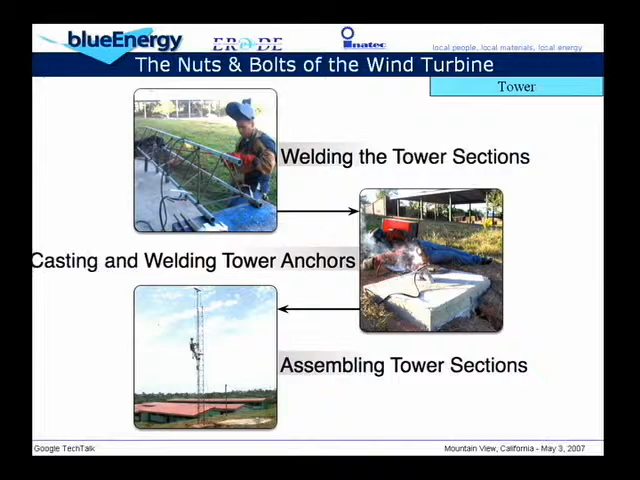 blueEnergy
inatec
local people, local materials, local energy
The Nuts & Bolts of the Wind Turbine
Tower
Welding the Tower Sections
Casting and Welding Tower Anchors
Assembling Tower Sections
Google TechTalk
Mountain View, California - May 3, 2007